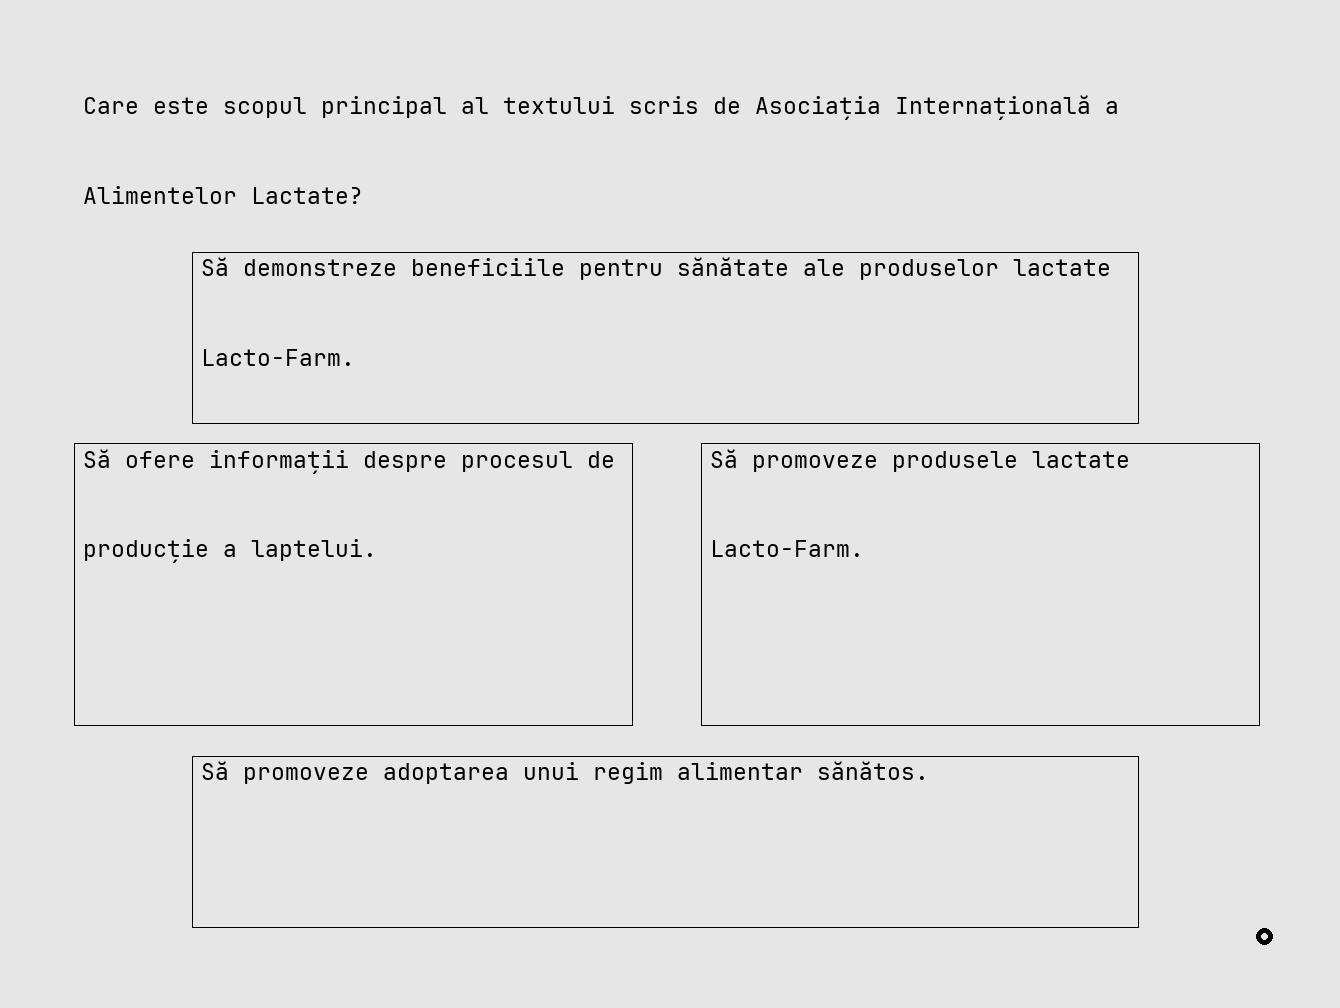 Care este scopul principal al textului scris de Asociația Internațională a
Alimentelor Lactate?
Să demonstreze beneficiile pentru sănătate ale produselor lactate
Lacto-Farm.
Să ofere informații despre procesul de
producție a laptelui.
Să promoveze produsele lactate
Lacto-Farm.
Să promoveze adoptarea unui regim alimentar sănătos.